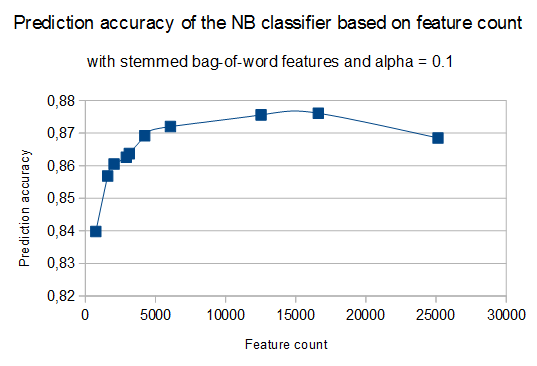 Prediction accuracy of the NB classifier based on feature count
with stemmed bag-of-word features and alpha = 0.1
Prediction accuracy
0,88
0,87
0,86
0,85
0,84
0,83
0,82
0 5000 10000 15000 20000 25000 30000
Feature count